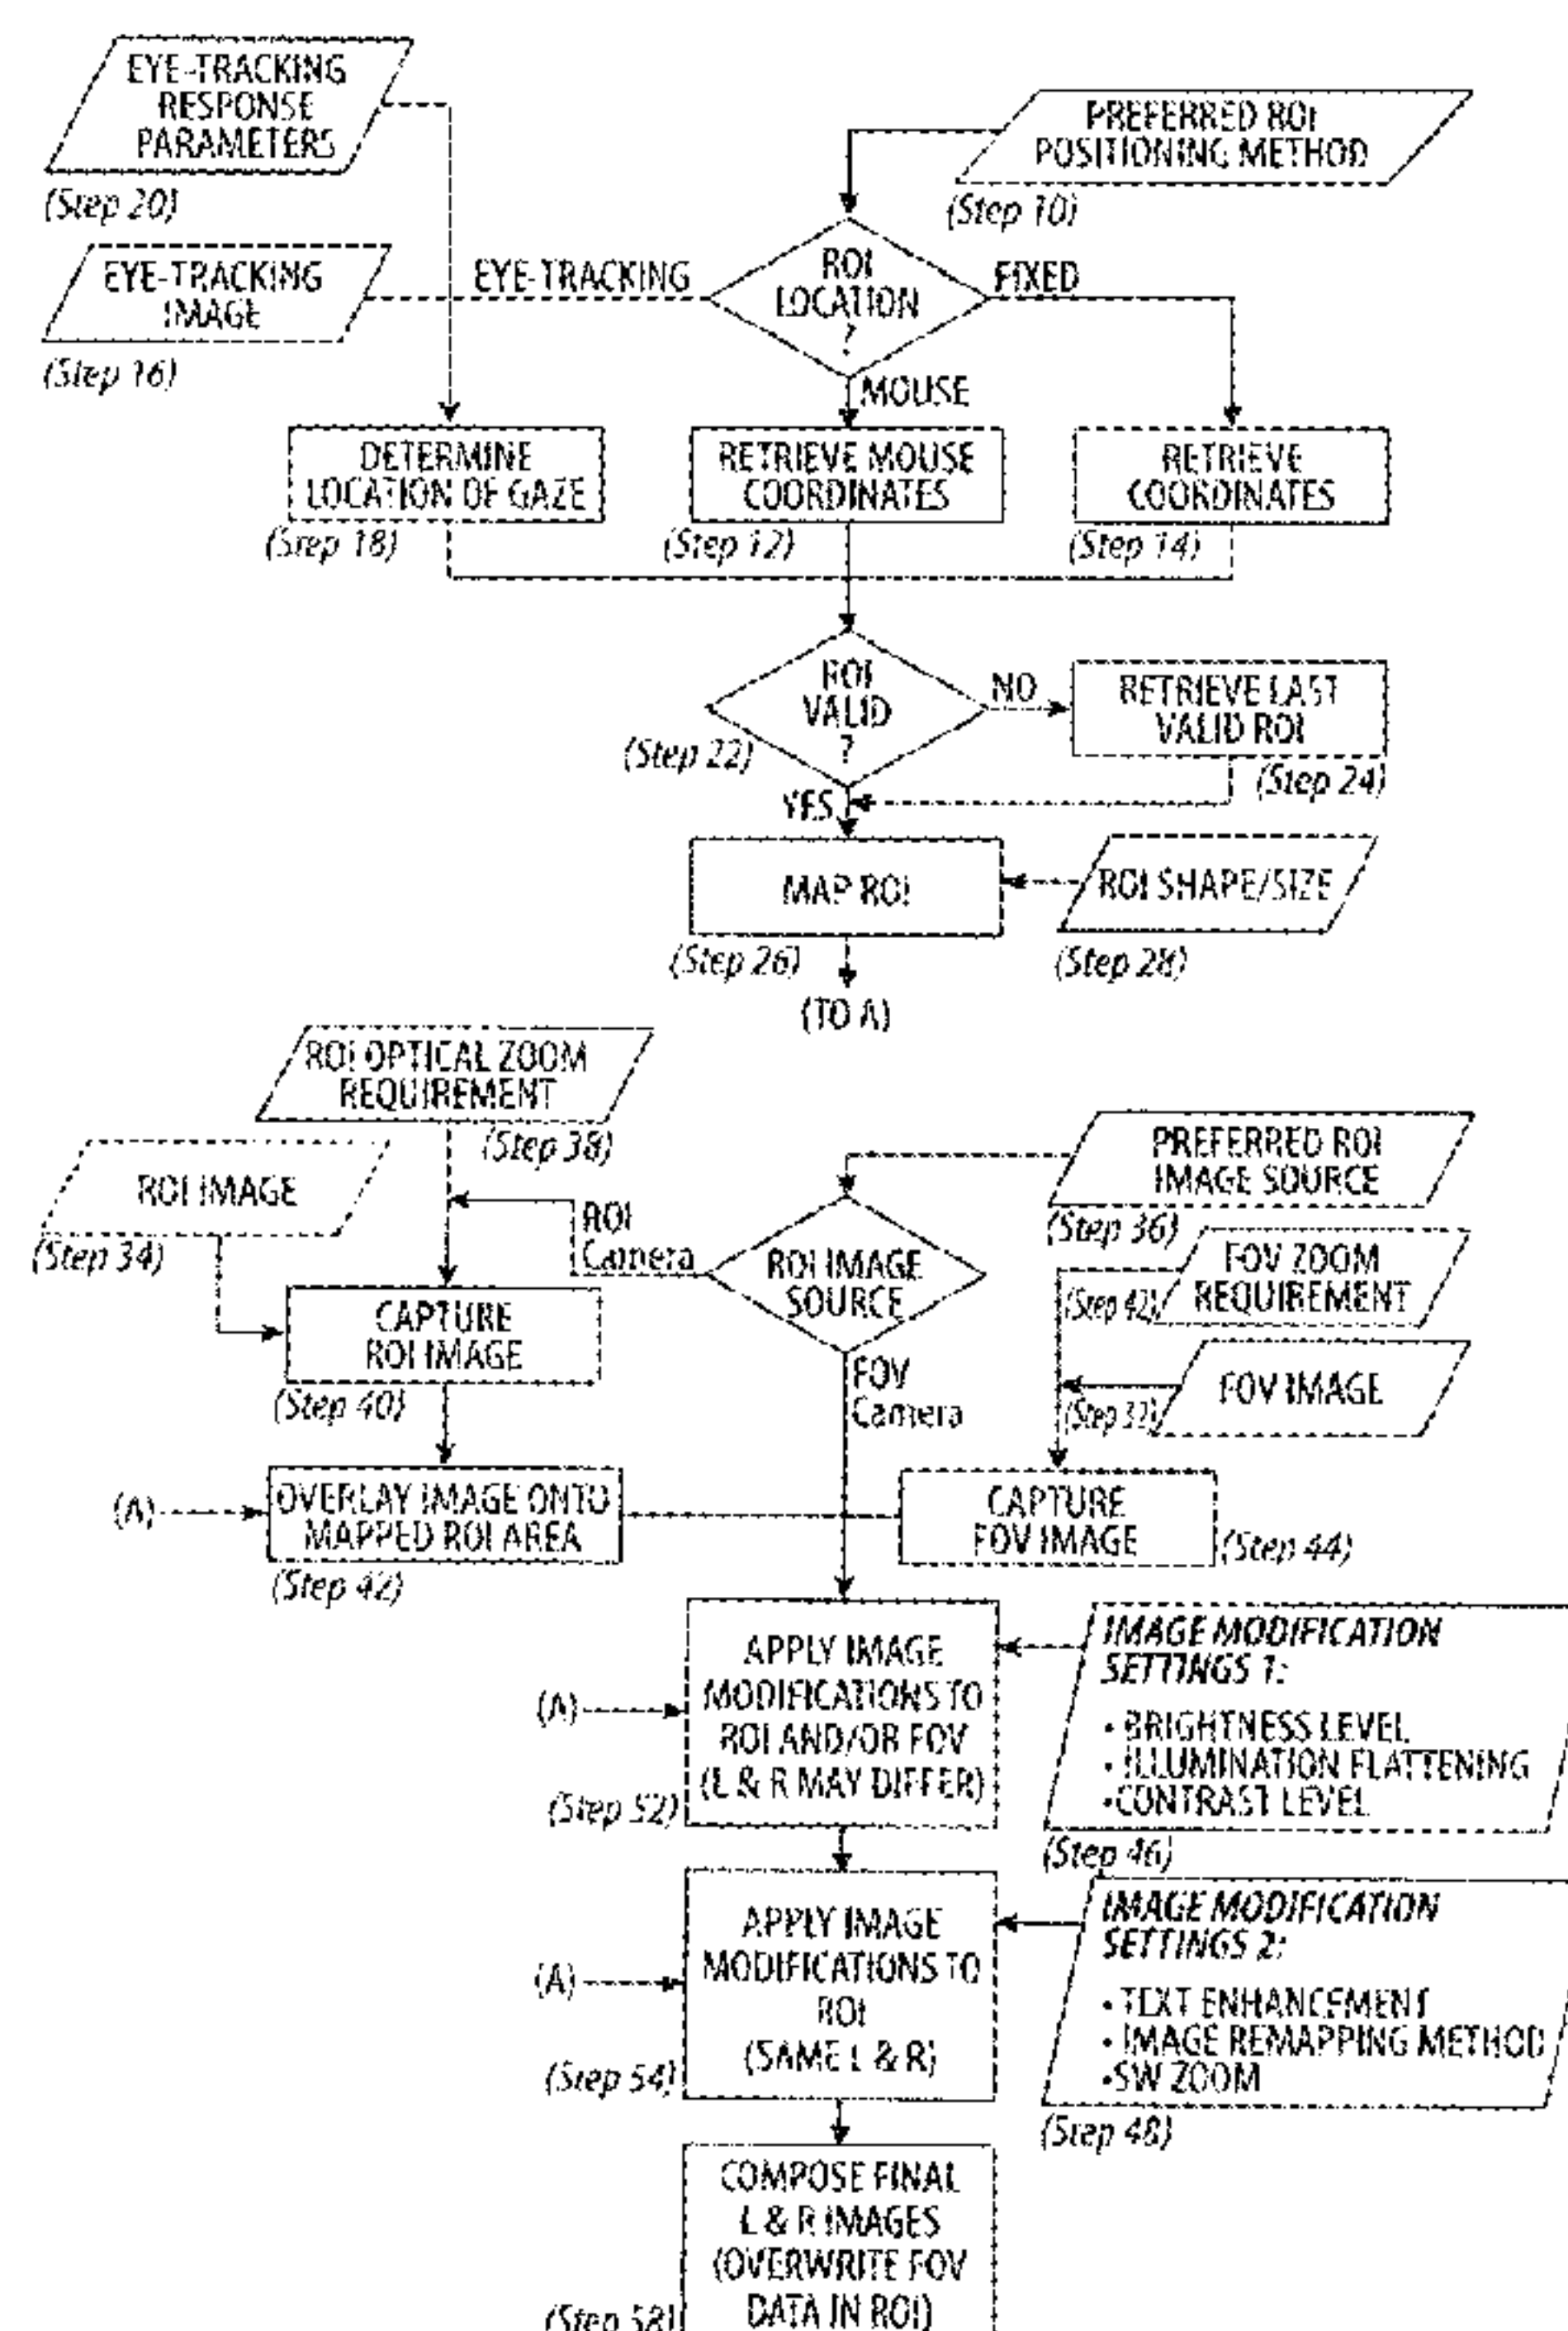 EYE-TRACKING
RESPONSE
PARAMETERS
(Step 20)
PREFERRED ROI
POSITIONING METHOD
(Step 10)
EYE-TRACKING
IMAGE
(Step 16)
EYE-TRACKING
ROI
LOCATION
?
FIXED
MOUSE
DETERMINE
LOCATION OF GAZE
(Step 18)
RETRIEVE MOUSE
COORDINATES
(Step 12)
RETRIEVE
COORDINATES
(Step 14)
ROI
VALID
?
(Step 22)
NO
RETRIEVE LAST
VALID ROI
(Step 24)
YES
MAP ROI
(Step 26)
ROI SHAPE/SIZE
(Step 28)
(TO A)
ROI OPTICAL ZOOM
REQUIREMENT
(Step 38)
ROI IMAGE
(Step 34)
PREFERRED ROI
IMAGE SOURCE
(Step 36)
ROI
Camera
ROI IMAGE
SOURCE
FOV ZOOM
REQUIREMENT
(Step 42)
CAPTURE
ROI IMAGE
(Step 40)
FOV
Camera
FOV IMAGE
(Step 32)
(A)
OVERLAY IMAGE ONTO
MAPPED ROI AREA
(Step 42)
CAPTURE
FOV IMAGE
(Step 44)
(A)
APPLY IMAGE
MODIFICATIONS TO
ROI AND/OR FOV
(L & R MAY DIFFER)
(Step 52)
IMAGE MODIFICATION
SETTINGS 1:
• BRIGHTNESS LEVEL
• ILLUMINATION FLATTENING
•CONTRAST LEVEL
(Step 46)
(A)
APPLY IMAGE
MODIFICATIONS TO
ROI
(SAME L & R)
(Step 54)
IMAGE MODIFICATION
SETTINGS 2:
• TEXT ENHANCEMENT
• IMAGE REMAPPING METHOD
•SW ZOOM
(Step 48)
COMPOSE FINAL
L & R IMAGES
(OVERWRITE FOV
DATA IN ROI)
(Step 58)